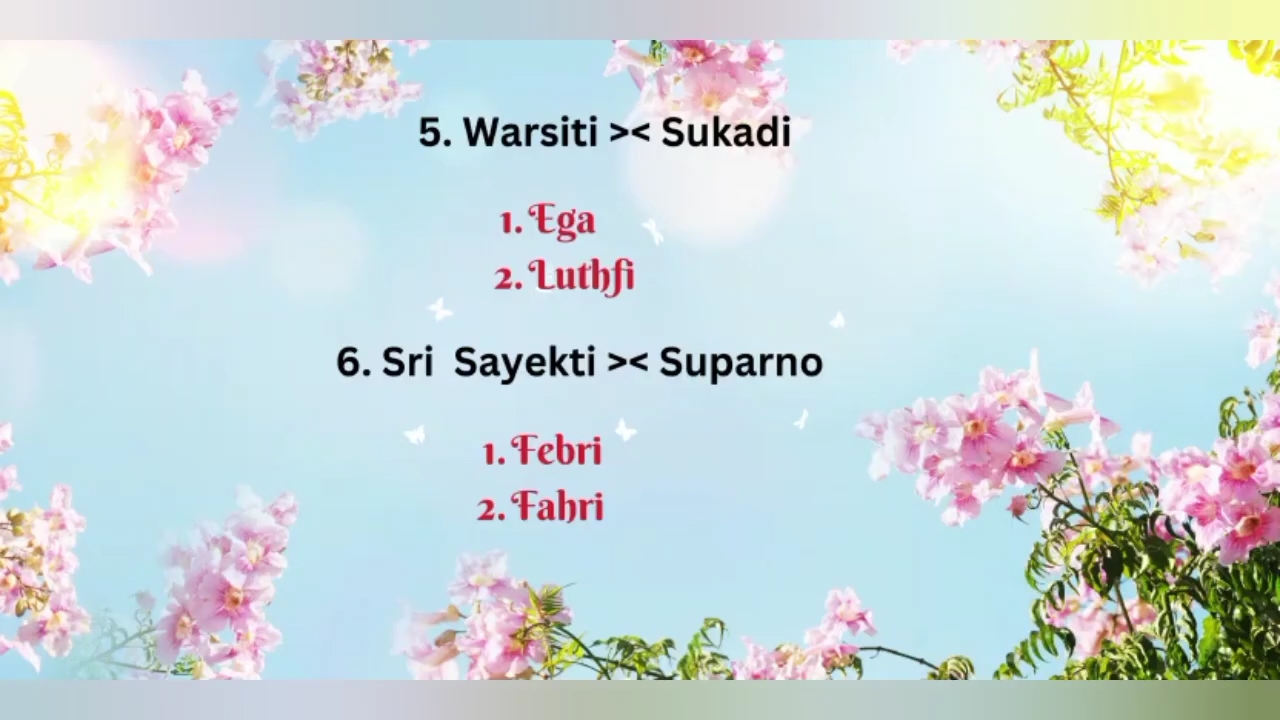 5. Warsiti >< Sukadi
1. Ega
2. Luthfi
6. Sri  Sayekti >< Suparno
1. Febri
2. Fahri